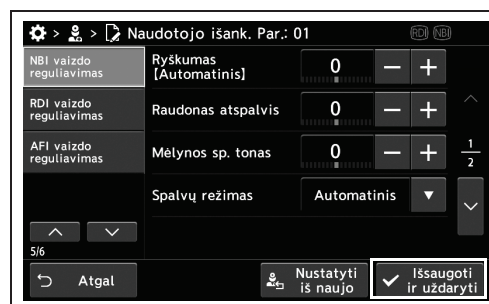 > > Naudotojo išank. Par.: 01 RDI NBI
NBI vaizdo
reguliavimas
RDI vaizdo
reguliavimas
AFI vaizdo
reguliavimas
5/6
Ryškumas
[Automatinis] 0 − +
Raudonas atspalvis 0 − +
Mėlynos sp. tonas 0 − +
Spalvų režimas Automatinis ▼
1
2
Atgal
Nustatyti
iš naujo
Išsaugoti
ir uždaryti